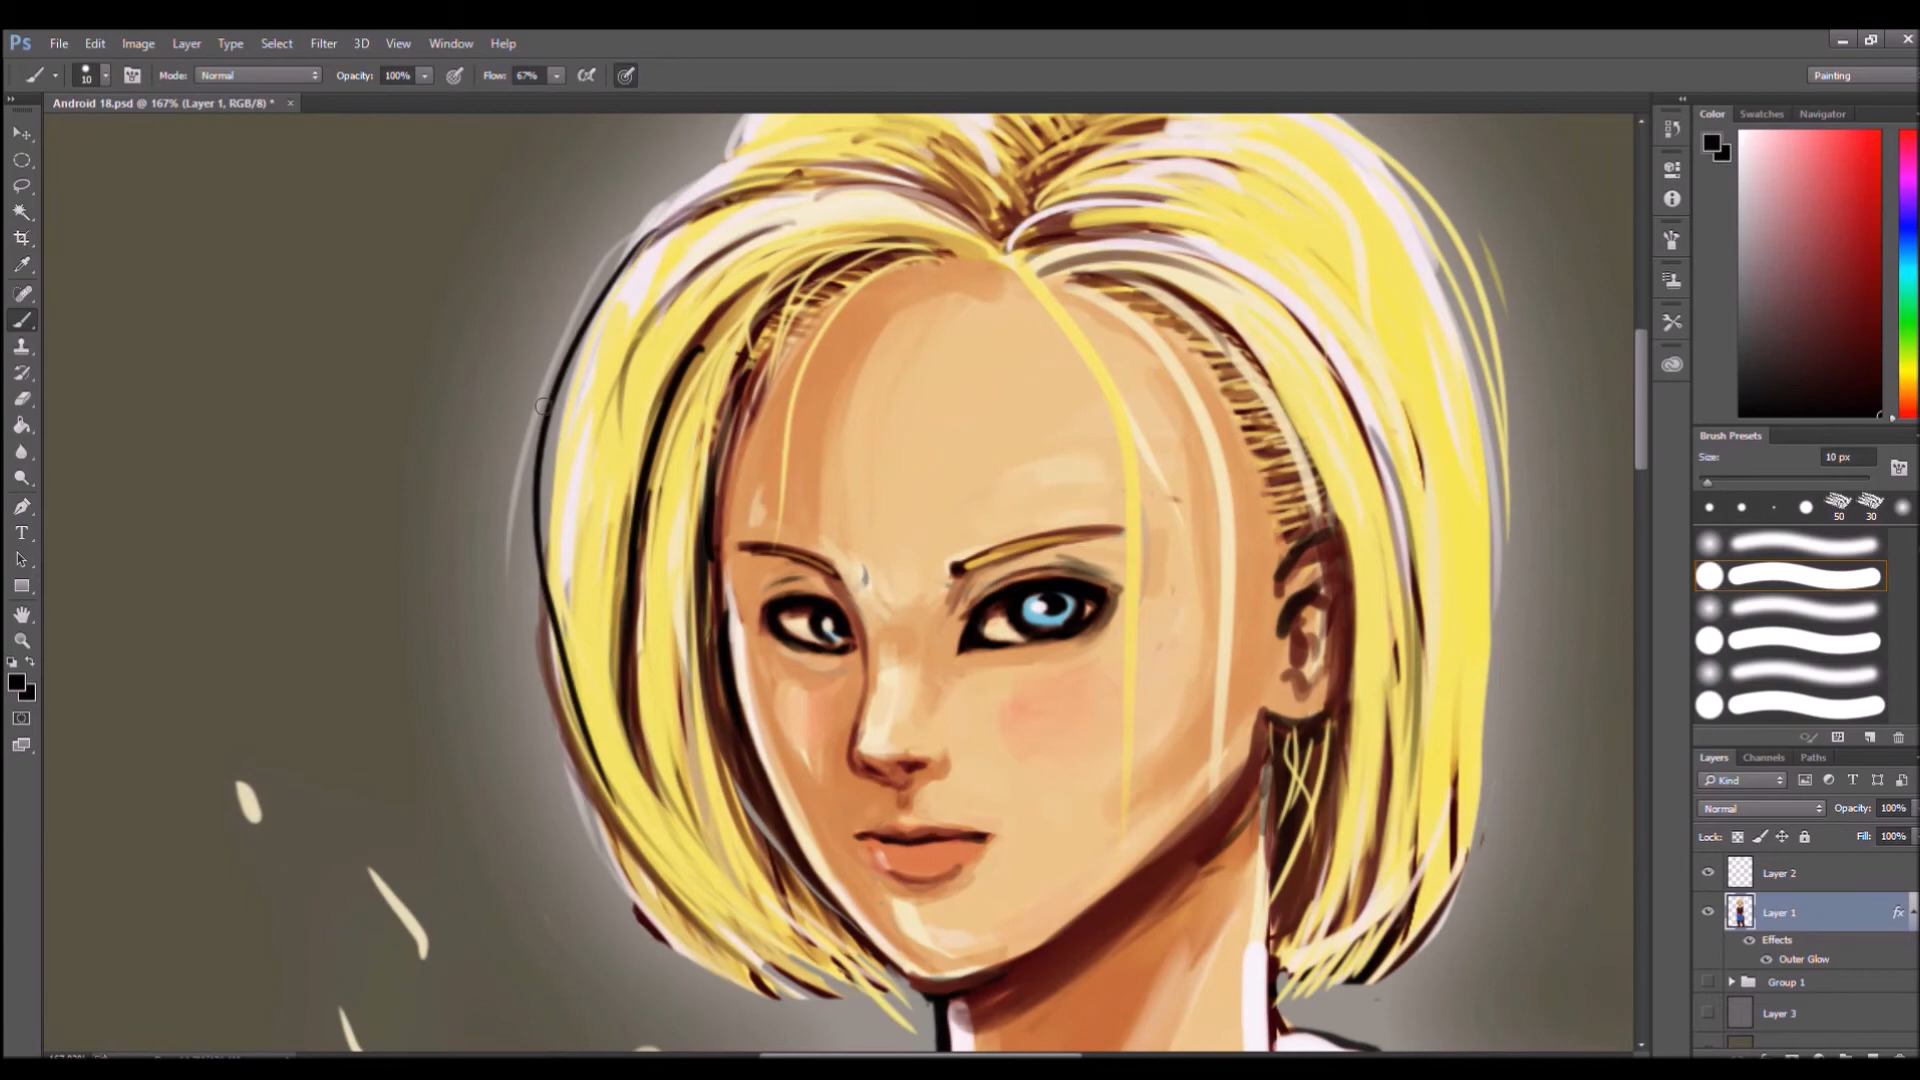 Ps File Edit Image Layer Type Select Filter 3D View Window Help
10 Mode: Normal Opacity: 100% Flow: 67% Painting
Android 18.psd @ 167% (Layer 1, RGB/8) * ×
Color Swatches Navigator
Brush Presets
Size: 10 px
50 30
Layers Channels Paths
Kind
Normal Opacity: 100%
Lock: Fill: 100%
Layer 2
Layer 1 fx
Effects
Outer Glow
Group 1
Layer 3